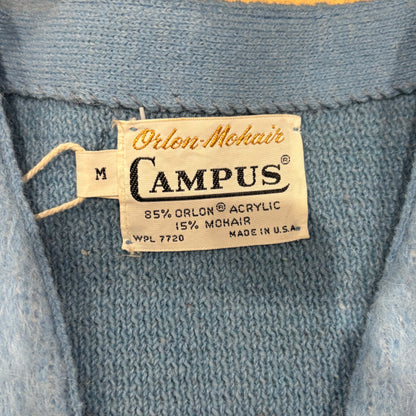 Orlon-Mohair
M
CAMPUS®
85% ORLON® ACRYLIC
15% MOHAIR
WPL 7720 MADE IN U.S.A.